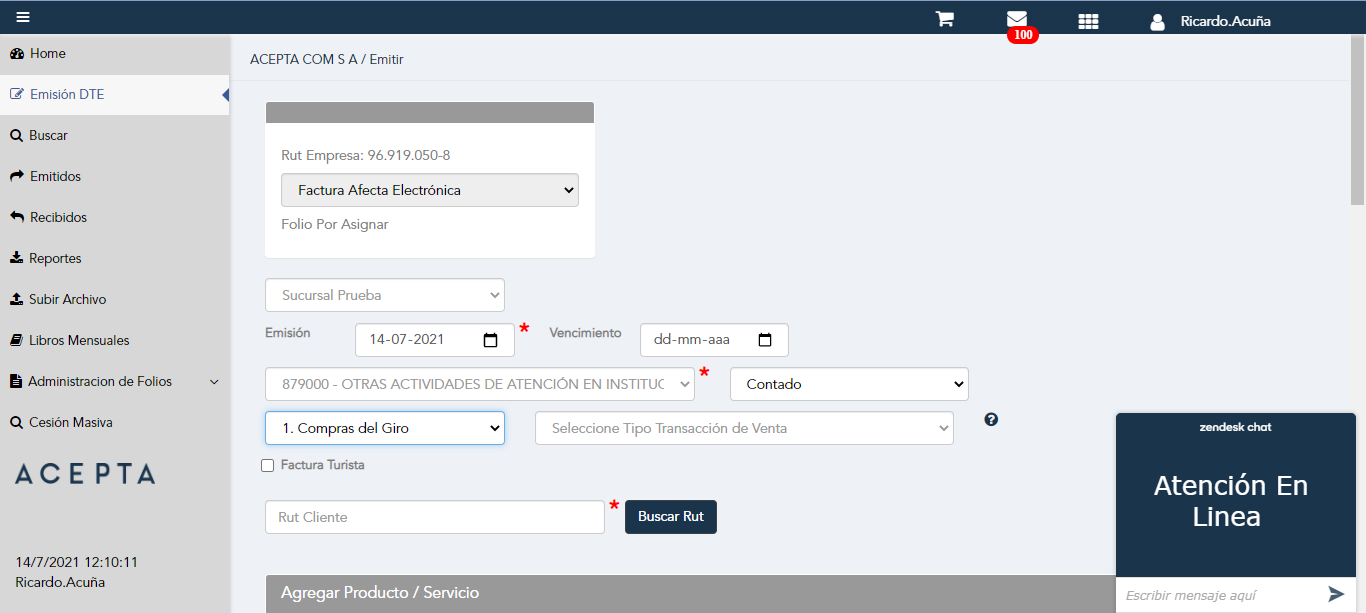 100
Ricardo.Acuña
Home
Emisión DTE
Buscar
Emitidos
Recibidos
Reportes
Subir Archivo
Libros Mensuales
Administracion de Folios
Cesión Masiva
ACEPTA
14/7/2021 12:10:11
Ricardo.Acuña
ACEPTA COM S A / Emitir
Rut Empresa: 96.919.050-8
Factura Afecta Electrónica
Folio Por Asignar
Sucursal Prueba
Emisión 14-07-2021 * Vencimiento dd-mm-aaa
879000 - OTRAS ACTIVIDADES DE ATENCIÓN EN INSTITUC * Contado
1. Compras del Giro Seleccione Tipo Transacción de Venta ?
Factura Turista
Rut Cliente * Buscar Rut
Agregar Producto / Servicio
zendesk chat
Atención En
Linea
Escribir mensaje aquí